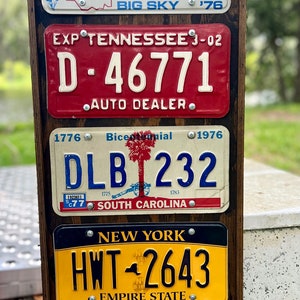 BIG SKY '76
EXP TENNESSEE 3-02
D-46771
AUTO DEALER
1776 Bicentennial 1976
DLB 232
77
SOUTH CAROLINA
NEW YORK
HWT 2643
EMPIRE STATE